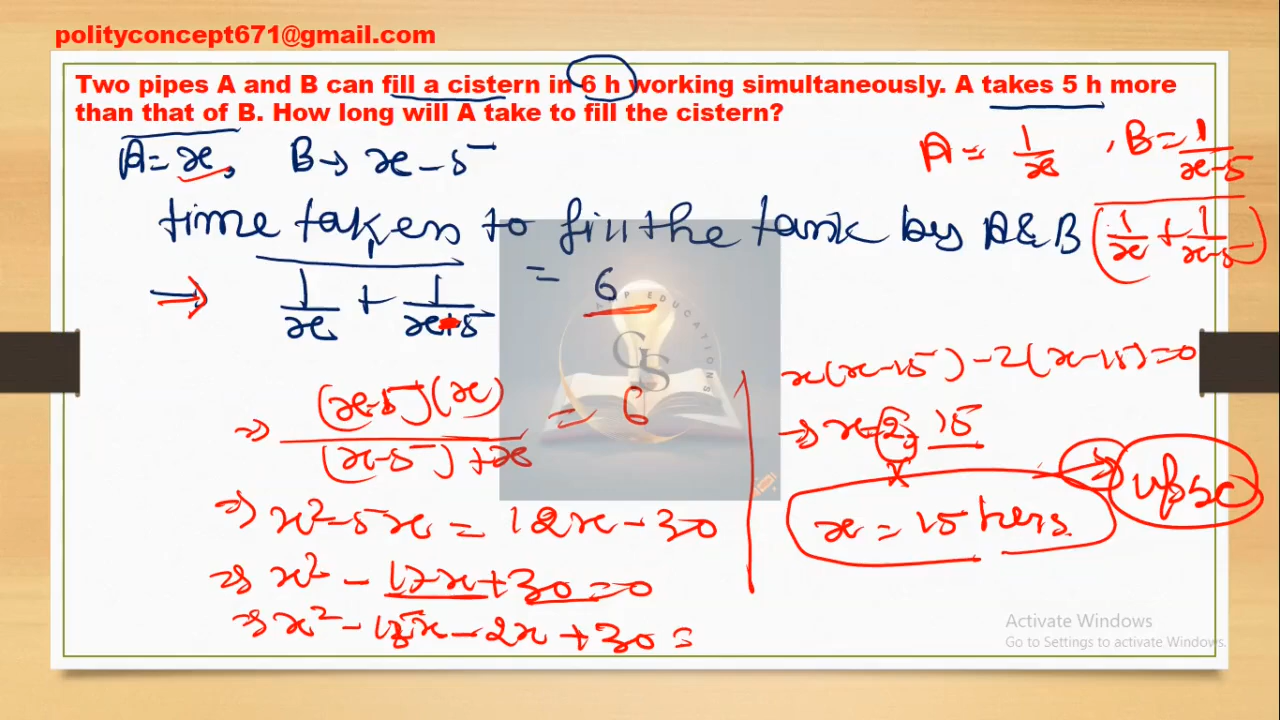 polityconcept671@gmail.com
Two pipes A and B can fill a cistern in 6 h working simultaneously. A takes 5 h more
than that of B. How long will A take to fill the cistern?
A = x, B → x - 5
A = 1/x , B = 1/x-5
time taken to fill the tank by A & B (1/x + 1/x-5)
⇒ 1/x + 1/x-5 = 6
⇒ (x-5)(x)/(x-5)+x = 6
⇒ x² - 5x = 12x - 30
⇒ x² - 17x + 30 = 0
⇒ x² - 15x - 2x + 30 =
x(x-15) - 2(x-15) = 0
⇒ x = 2, 15
x
x = 15 hers → upsc
EDUCATIONS
GS
Activate Windows
Go to Settings to activate Windows.